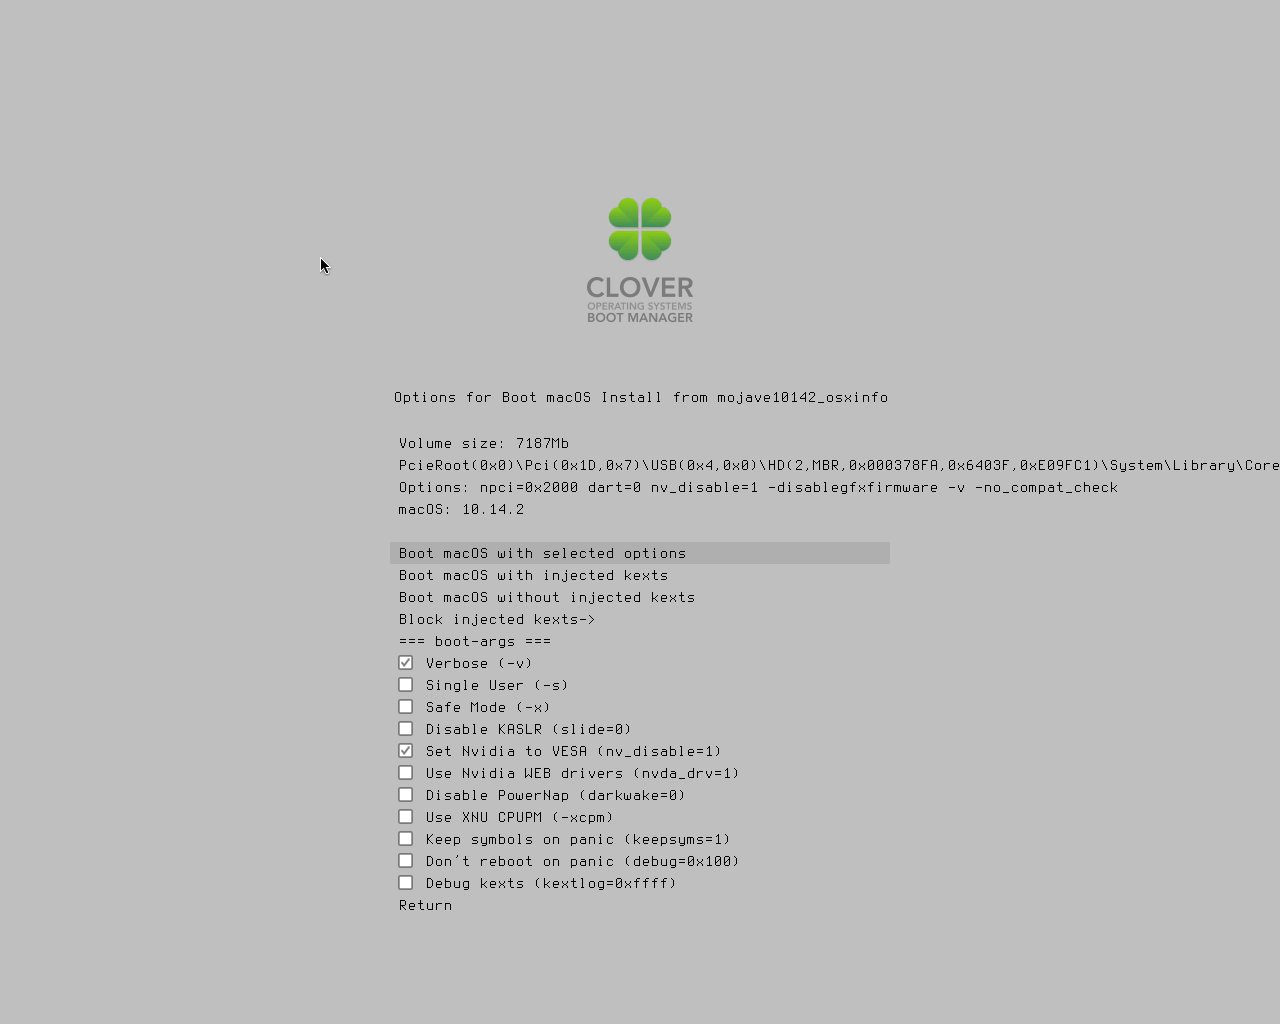 CLOVER
OPERATING SYSTEMS
BOOT MANAGER
Options for Boot macOS Install from mojave10142_osxinfo
Volume size: 7187Mb
PcieRoot(0x0)\Pci(0x1D,0x7)\USB(0x4,0x0)\HD(2,MBR,0x000378FA,0x6403F,0xE09FC1)\System\Library\Core
Options: npci=0x2000 dart=0 nv_disable=1 -disablegfxfirmware -v -no_compat_check
macOS: 10.14.2
Boot macOS with selected options
Boot macOS with injected kexts
Boot macOS without injected kexts
Block injected kexts->
=== boot-args ===
Verbose (-v)
Single User (-s)
Safe Mode (-x)
Disable KASLR (slide=0)
Set Nvidia to VESA (nv_disable=1)
Use Nvidia WEB drivers (nvda_drv=1)
Disable PowerNap (darkwake=0)
Use XNU CPUPM (-xcpm)
Keep symbols on panic (keepsyms=1)
Don't reboot on panic (debug=0x100)
Debug kexts (kextlog=0xffff)
Return